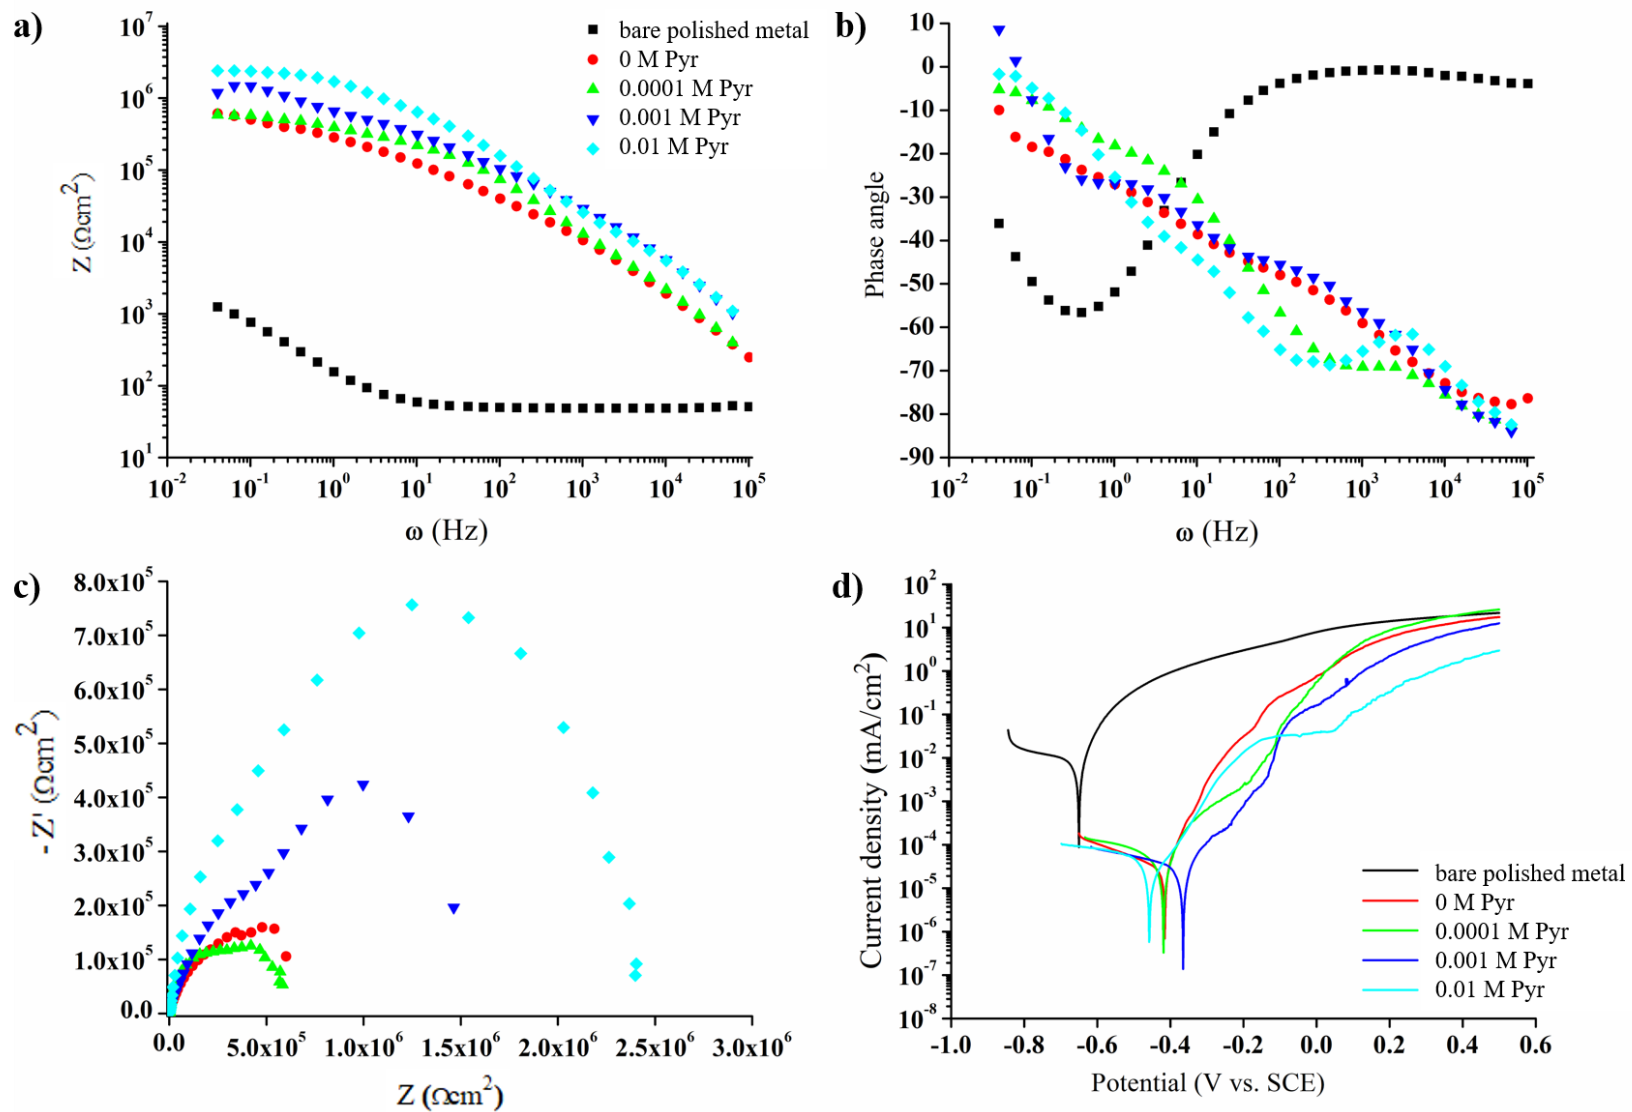 a)
10^7
10^6
10^5
10^4
10^3
10^2
10^1
Z (Ωcm^2)
10^-2 10^-1 10^0 10^1 10^2 10^3 10^4 10^5
ω (Hz)
bare polished metal
0 M Pyr
0.0001 M Pyr
0.001 M Pyr
0.01 M Pyr
b)
10
0
-10
-20
-30
-40
-50
-60
-70
-80
-90
Phase angle
10^-2 10^-1 10^0 10^1 10^2 10^3 10^4 10^5
ω (Hz)
c)
8.0x10^5
7.0x10^5
6.0x10^5
5.0x10^5
4.0x10^5
3.0x10^5
2.0x10^5
1.0x10^5
0.0
- Z' (Ωcm^2)
0.0 5.0x10^5 1.0x10^6 1.5x10^6 2.0x10^6 2.5x10^6 3.0x10^6
Z (Ωcm^2)
d)
10^2
10^1
10^0
10^-1
10^-2
10^-3
10^-4
10^-5
10^-6
10^-7
10^-8
Current density (mA/cm^2)
bare polished metal
0 M Pyr
0.0001 M Pyr
0.001 M Pyr
0.01 M Pyr
-1.0 -0.8 -0.6 -0.4 -0.2 0.0 0.2 0.4 0.6
Potential (V vs. SCE)